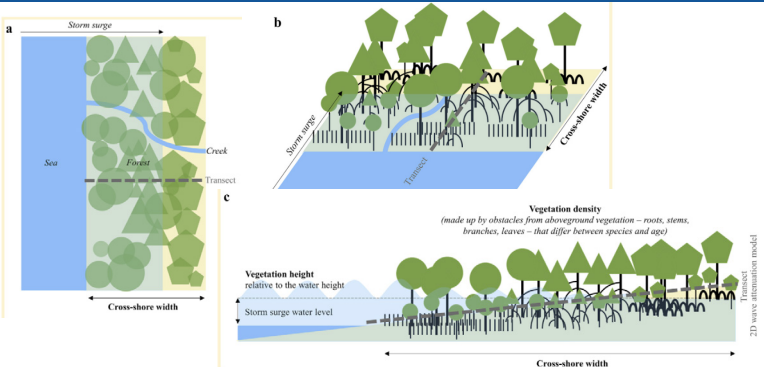 a
Storm surge
Sea
Forest
Creek
Transect
Cross-shore width
b
Storm surge
Transect
Cross-shore width
c
Vegetation density
(made up by obstacles from aboveground vegetation – roots, stems,
branches, leaves – that differ between species and age)
Vegetation height
relative to the water height
Storm surge water level
Transect
2D wave attenuation model
Cross-shore width